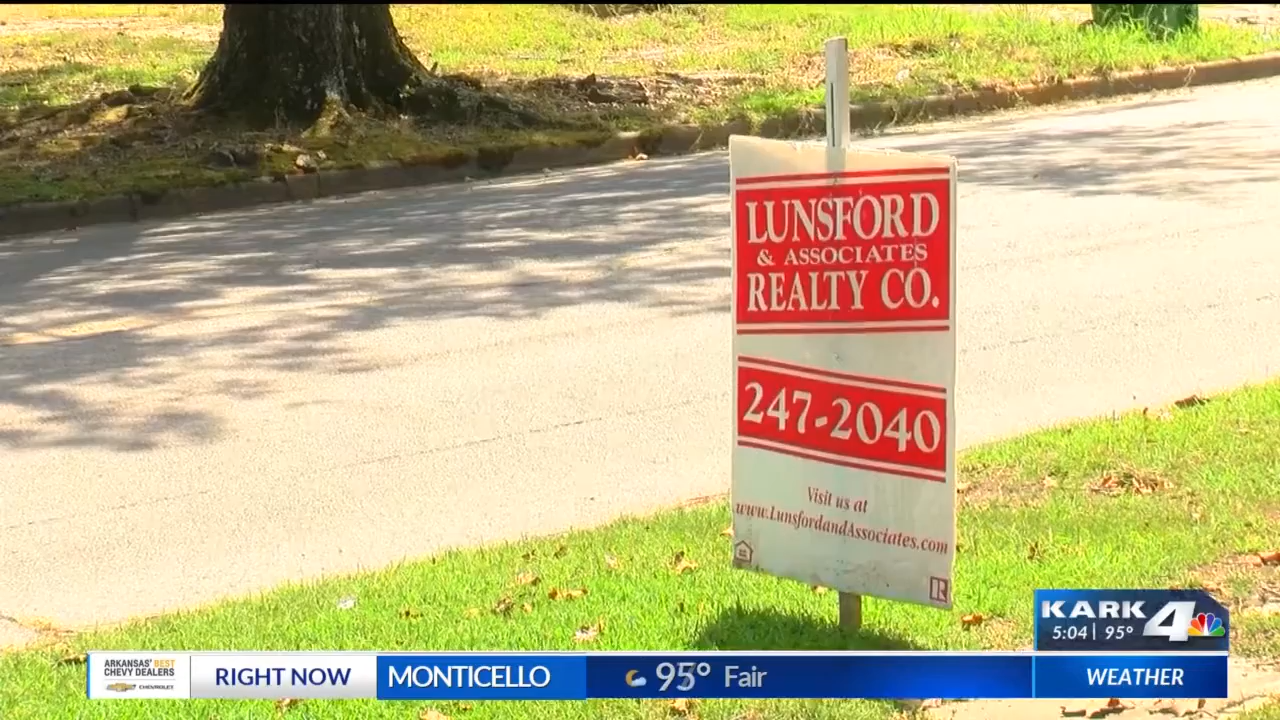 LUNSFORD
& ASSOCIATES
REALTY CO.
247-2040
Visit us at
www.LunsfordandAssociates.com
R
KARK 4
5:04 | 95°
ARKANSAS' BEST
CHEVY DEALERS
CHEVROLET
RIGHT NOW
MONTICELLO
95° Fair
WEATHER